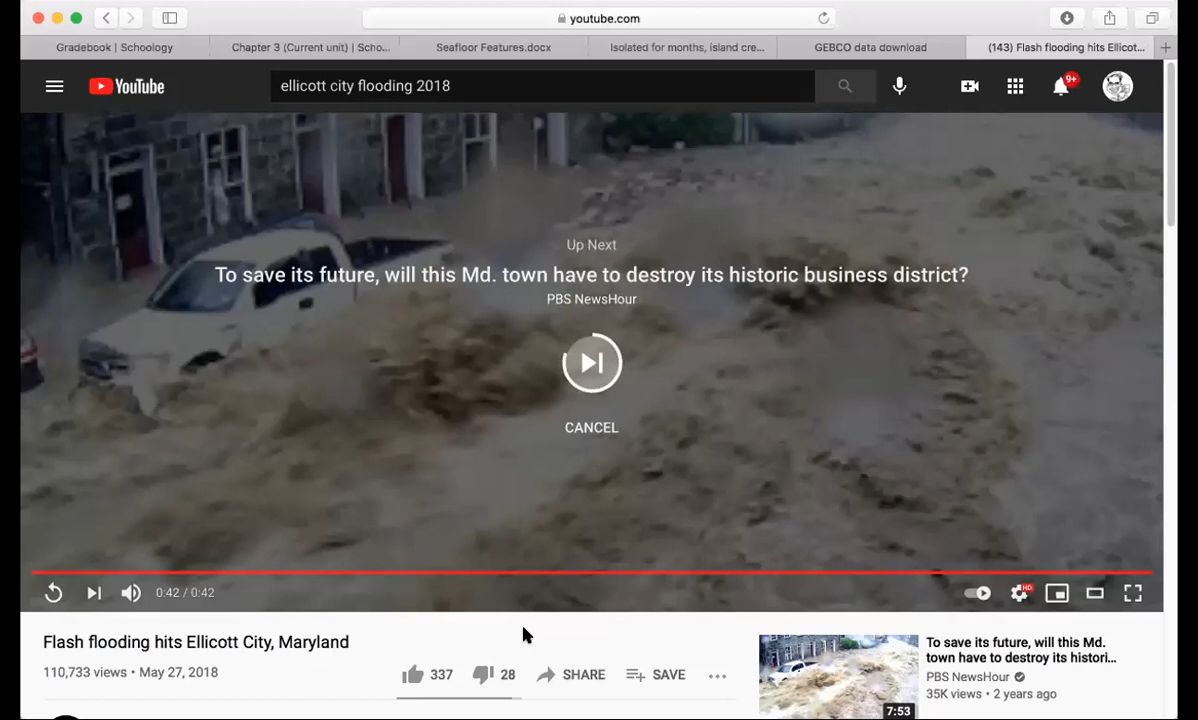 youtube.com
Gradebook | Schoology
Chapter 3 (Current unit) | Scho...
Seafloor Features.docx
Isolated for months, island cre...
GEBCO data download
(143) Flash flooding hits Ellicot...
YouTube
ellicott city flooding 2018
9+
Up Next
To save its future, will this Md. town have to destroy its historic business district?
PBS NewsHour
CANCEL
0:42 / 0:42
HD
Flash flooding hits Ellicott City, Maryland
110,733 views • May 27, 2018
337
28
SHARE
SAVE
7:53
To save its future, will this Md.
town have to destroy its histori...
PBS NewsHour
35K views • 2 years ago